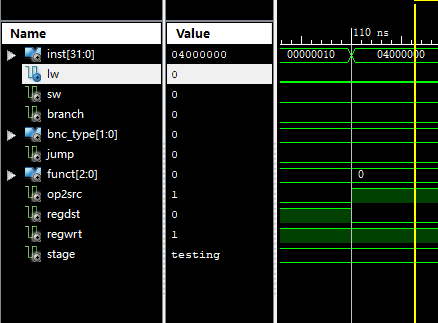 Name Value 110 ns
inst[31:0] 04000000 00000010 04000000
lw 0
sw 0
branch 0
bnc_type[1:0] 0
jump 0
funct[2:0] 0 0
op2src 1
regdst 0
regwrt 1
stage testing